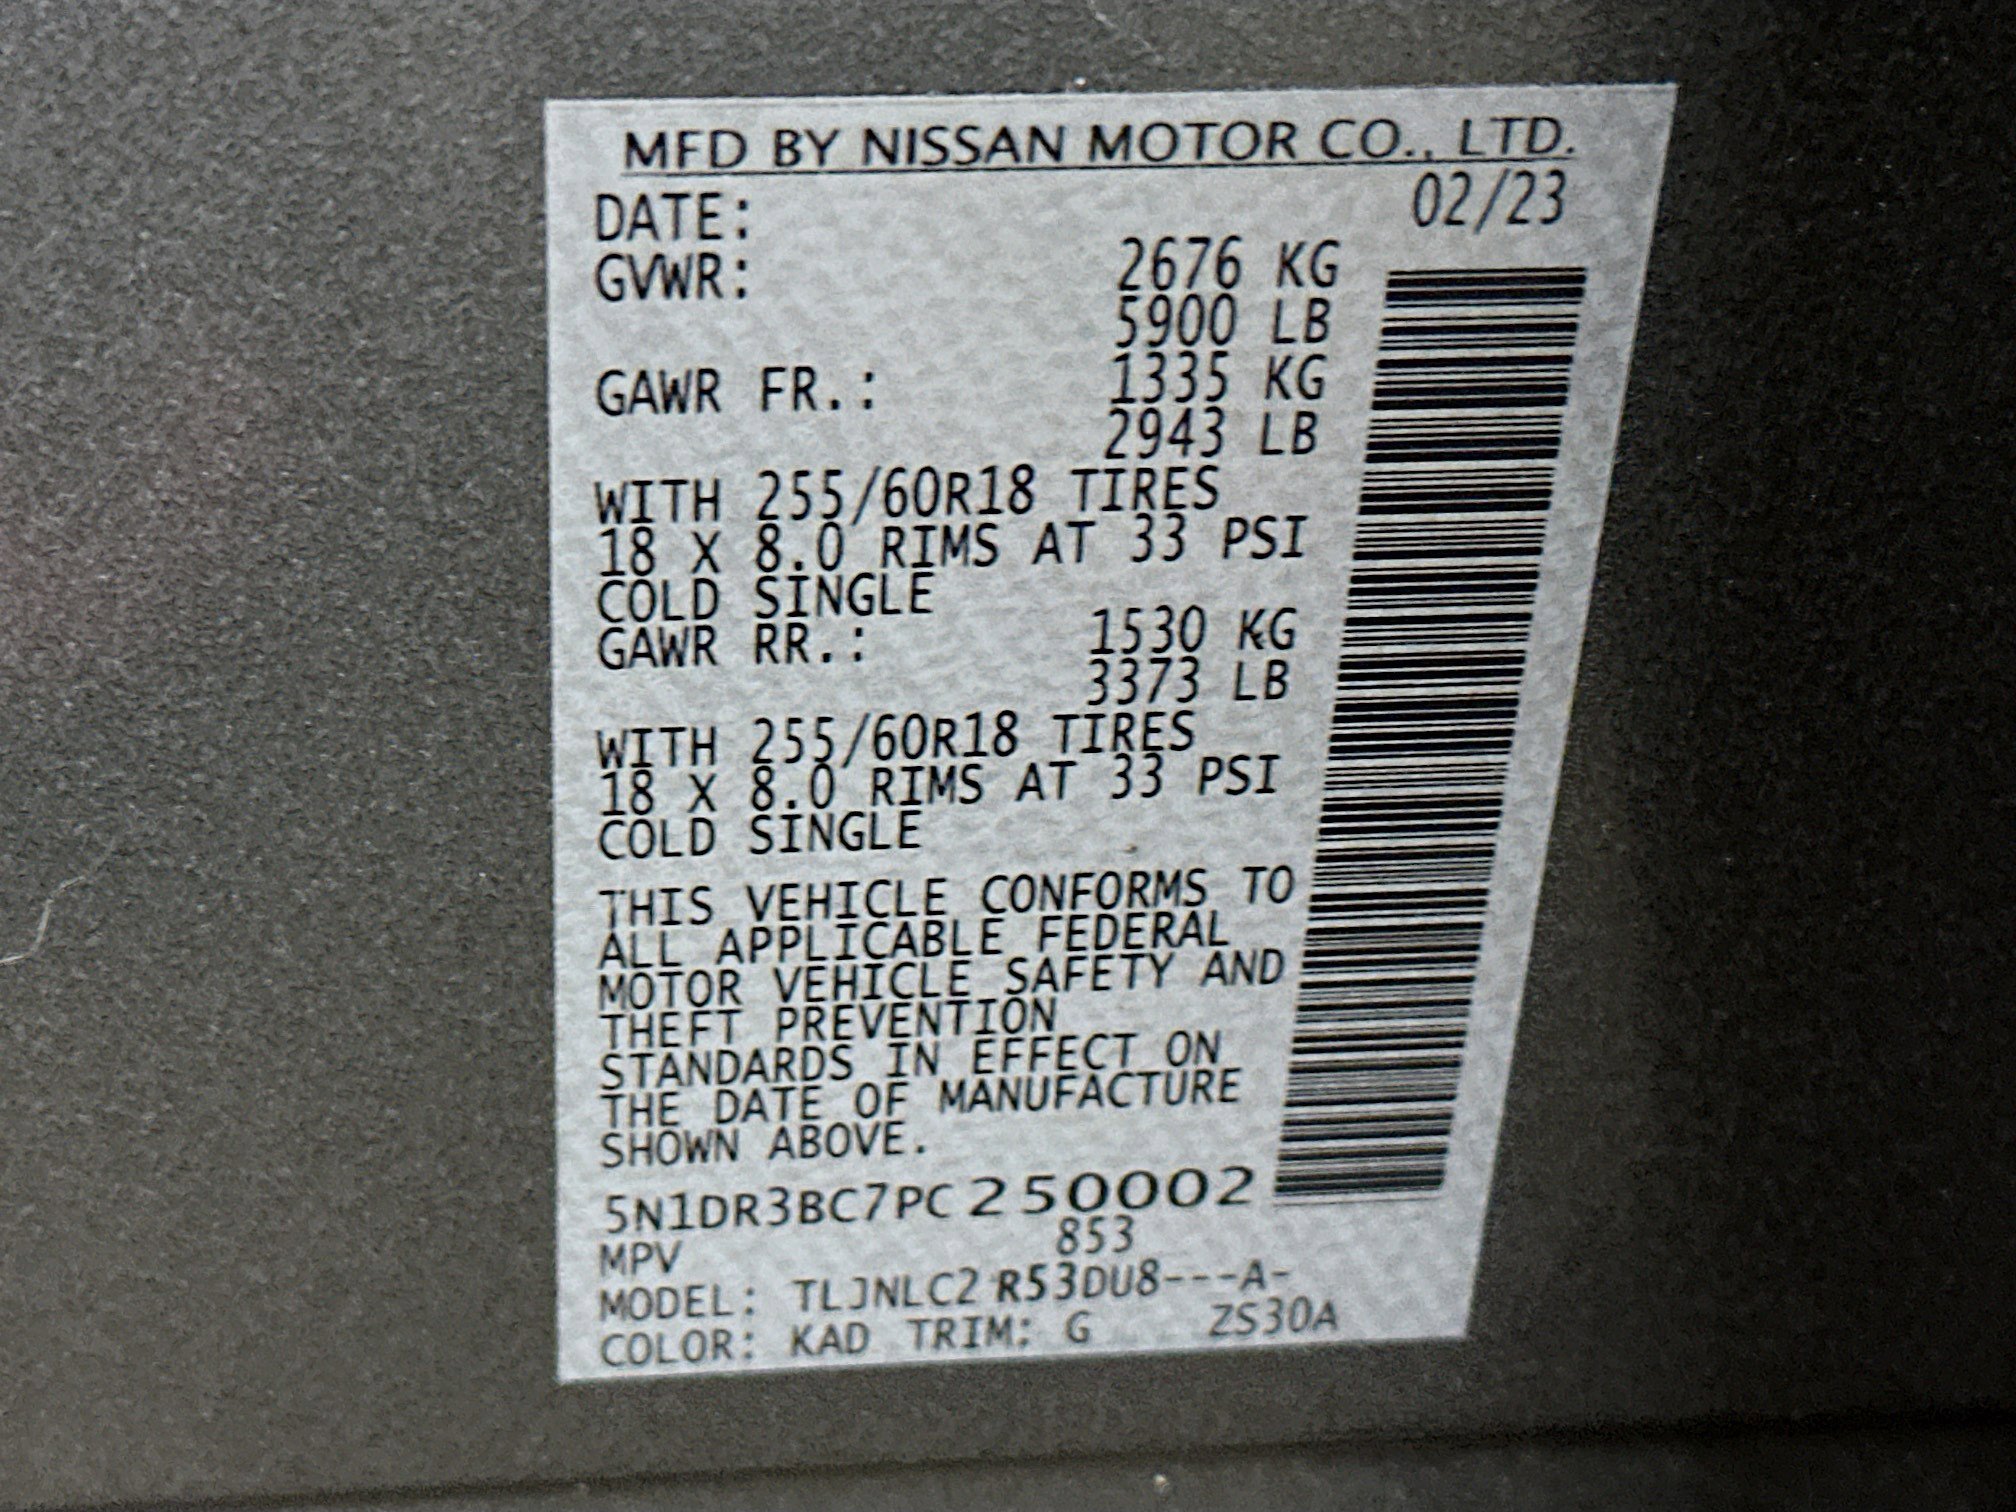 MFD BY NISSAN MOTOR CO., LTD.
DATE: 02/23
GVWR: 2676 KG
5900 LB
GAWR FR.: 1335 KG
2943 LB
WITH 255/60R18 TIRES
18 X 8.0 RIMS AT 33 PSI
COLD SINGLE
GAWR RR.: 1530 KG
3373 LB
WITH 255/60R18 TIRES
18 X 8.0 RIMS AT 33 PSI
COLD SINGLE
THIS VEHICLE CONFORMS TO
ALL APPLICABLE FEDERAL
MOTOR VEHICLE SAFETY AND
THEFT PREVENTION
STANDARDS IN EFFECT ON
THE DATE OF MANUFACTURE
SHOWN ABOVE.
5N1DR3BC7PC250002
MPV 853
MODEL: TLJNLC2 R53DU8---A-
COLOR: KAD TRIM: G ZS30A